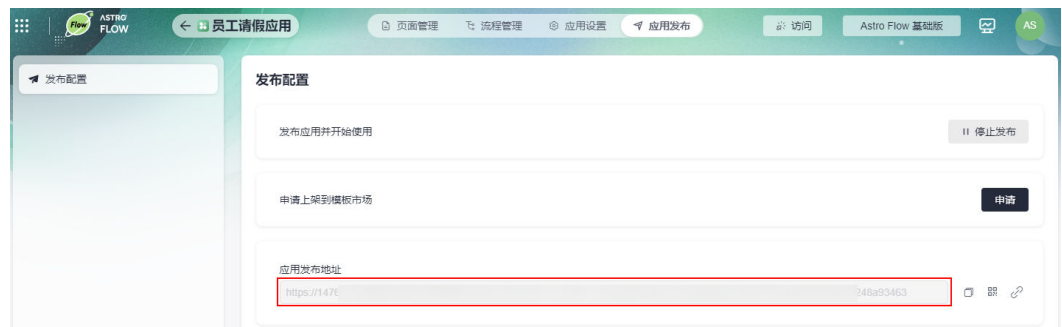 Flow ASTRO FLOW
员工请假应用
页面管理 流程管理 应用设置 应用发布
访问 Astro Flow 基础版 AS
发布配置
发布配置
发布应用并开始使用 停止发布
申请上架到模板市场 申请
应用发布地址
https://147 248a93463